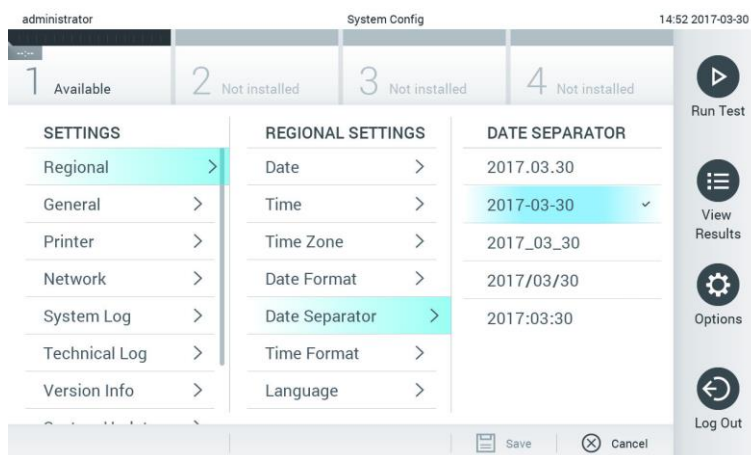 administrator
System Config
14:52 2017-03-30
--:--
1 Available
2 Not installed
3 Not installed
4 Not installed
SETTINGS
Regional
General
Printer
Network
System Log
Technical Log
Version Info
REGIONAL SETTINGS
Date
Time
Time Zone
Date Format
Date Separator
Time Format
Language
DATE SEPARATOR
2017.03.30
2017-03-30
2017_03_30
2017/03/30
2017:03:30
Run Test
View
Results
Options
Log Out
Save
Cancel